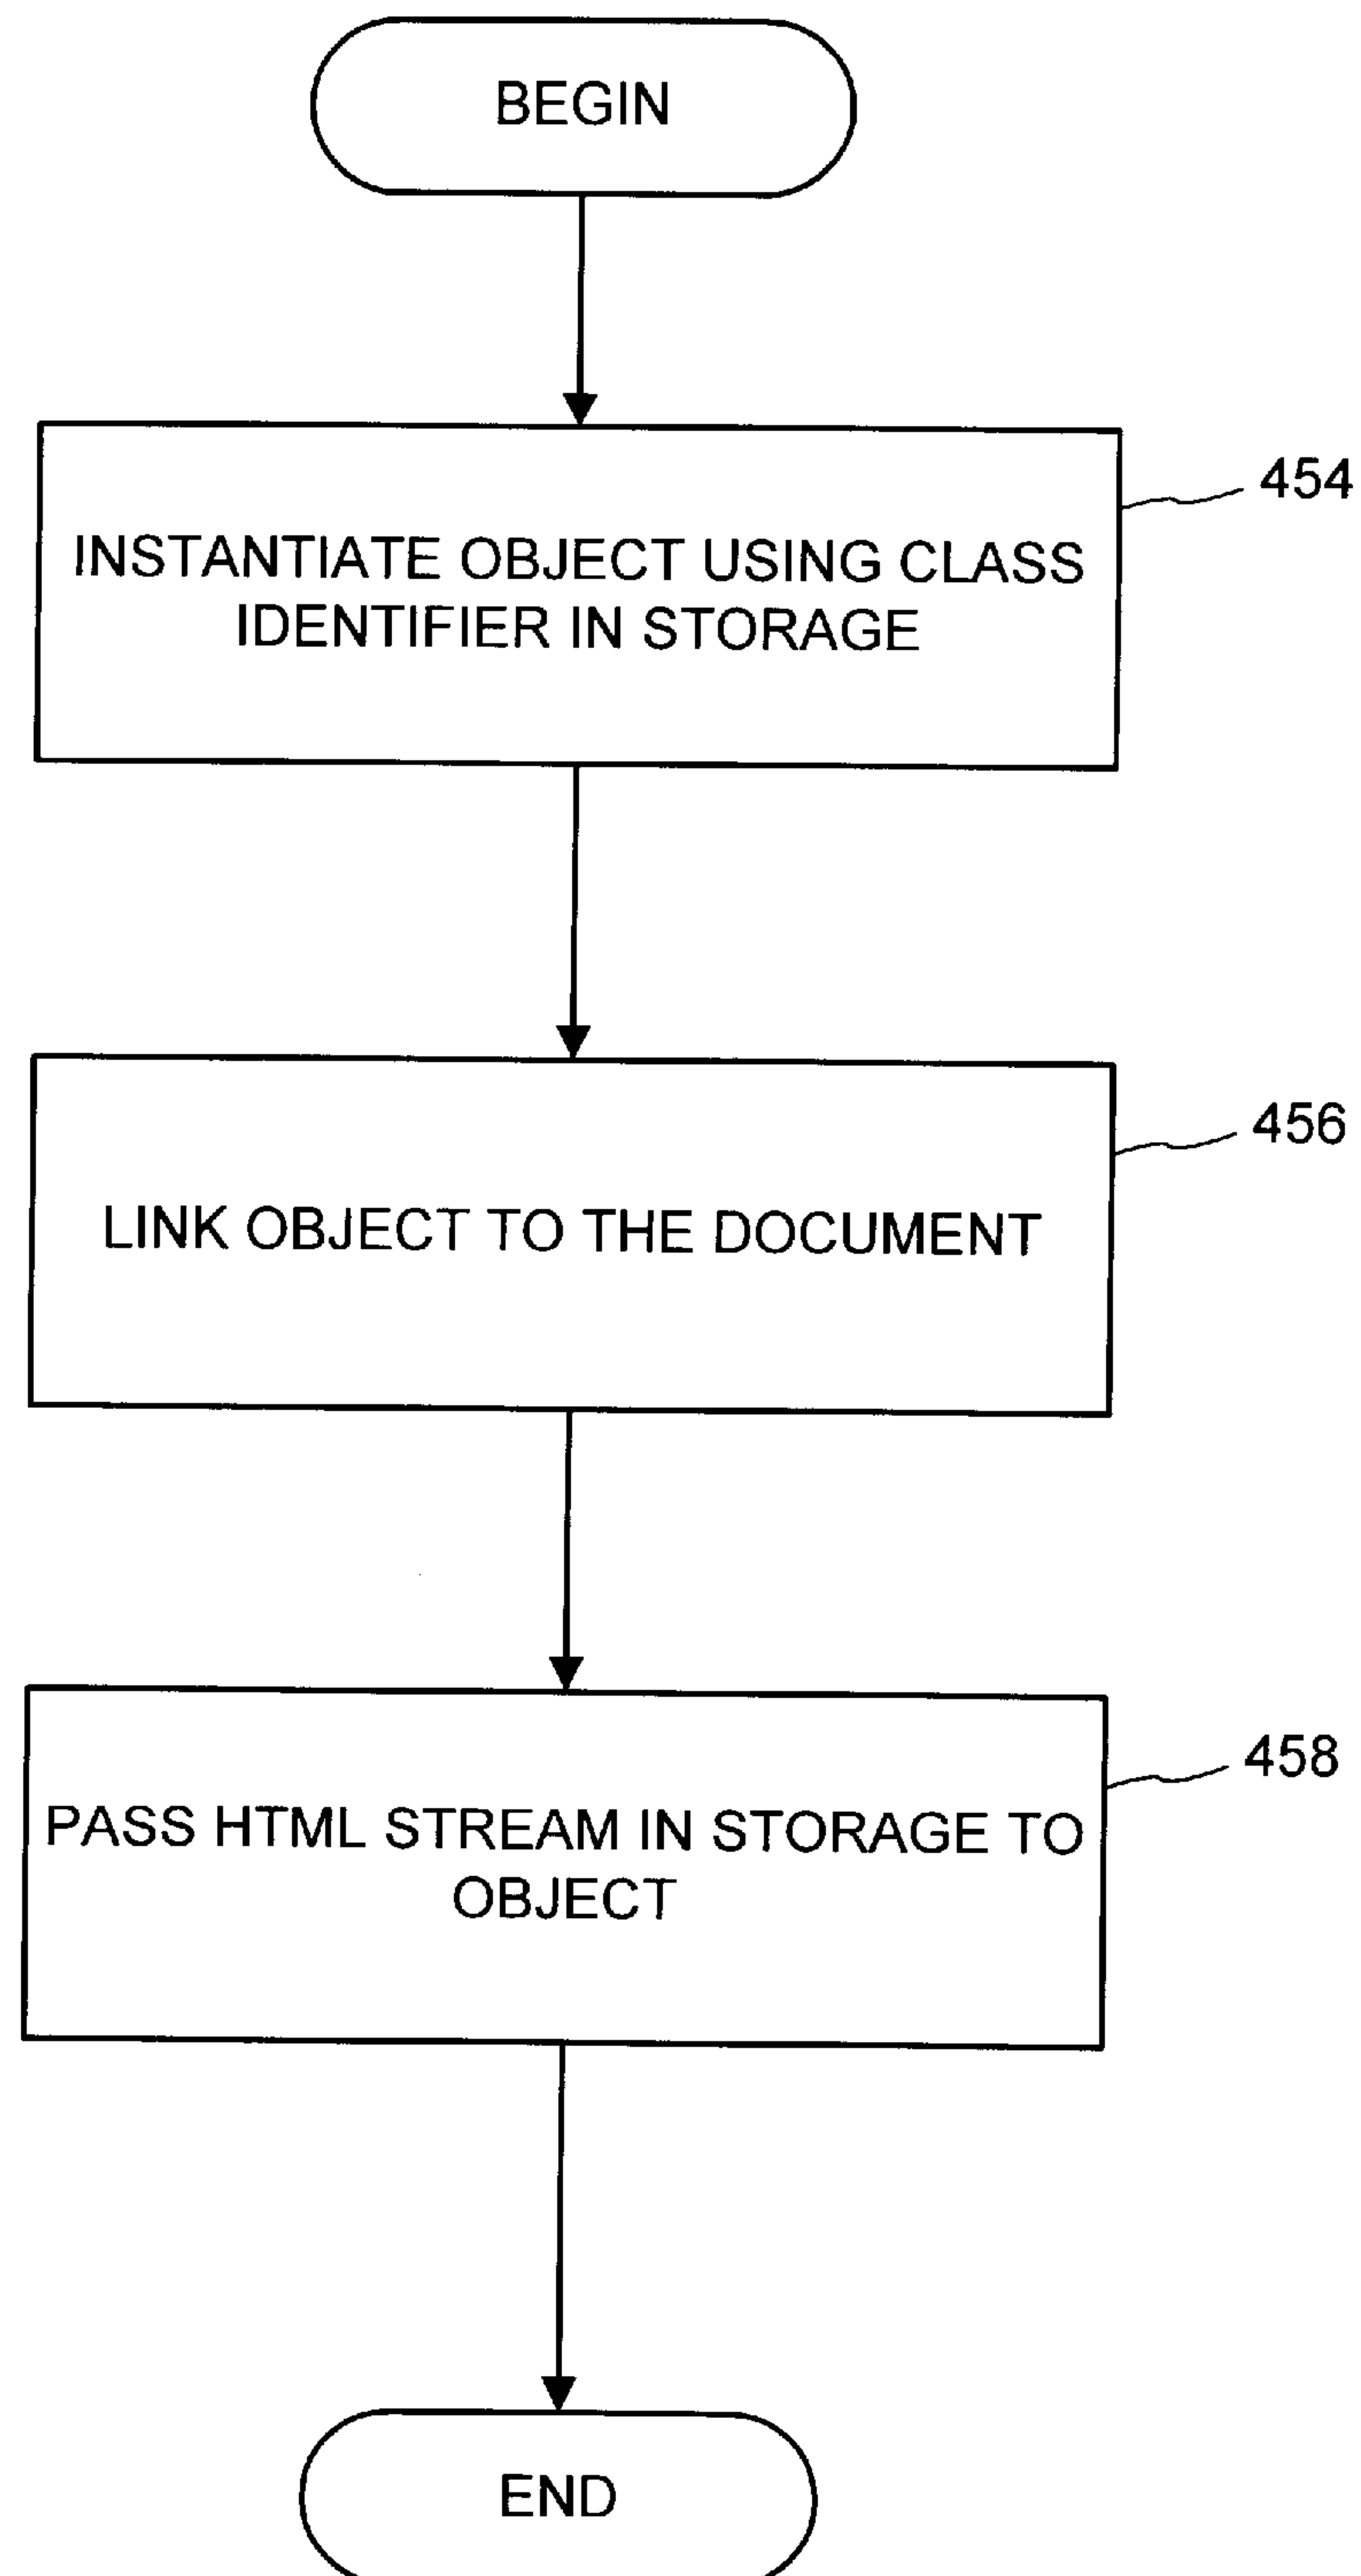 BEGIN
454
INSTANTIATE OBJECT USING CLASS
IDENTIFIER IN STORAGE
456
LINK OBJECT TO THE DOCUMENT
458
PASS HTML STREAM IN STORAGE TO
OBJECT
END